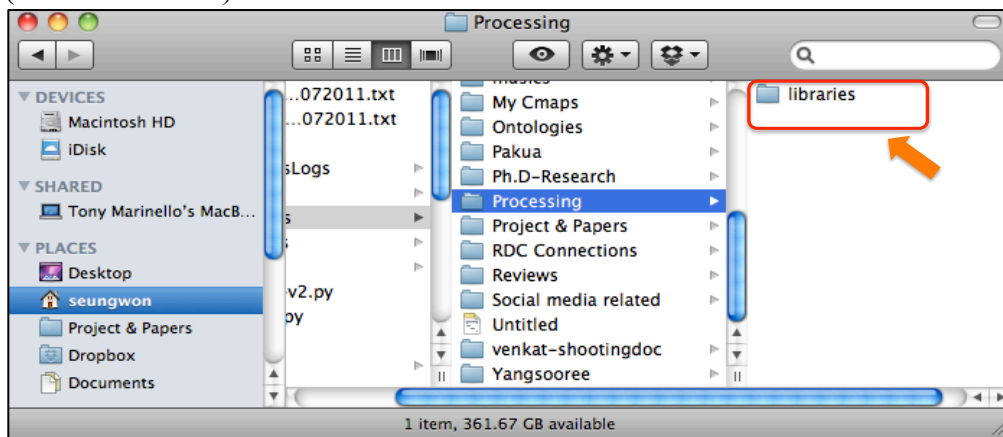 Processing
DEVICES
Macintosh HD
iDisk
SHARED
Tony Marinello's MacB...
PLACES
Desktop
seungwon
Project & Papers
Dropbox
Documents
...072011.txt
...072011.txt
sLogs
s
s
-v2.py
py
My Cmaps
Ontologies
Pakua
Ph.D-Research
Processing
Project & Papers
RDC Connections
Reviews
Social media related
Untitled
venkat-shootingdoc
Yangsooree
libraries
1 item, 361.67 GB available